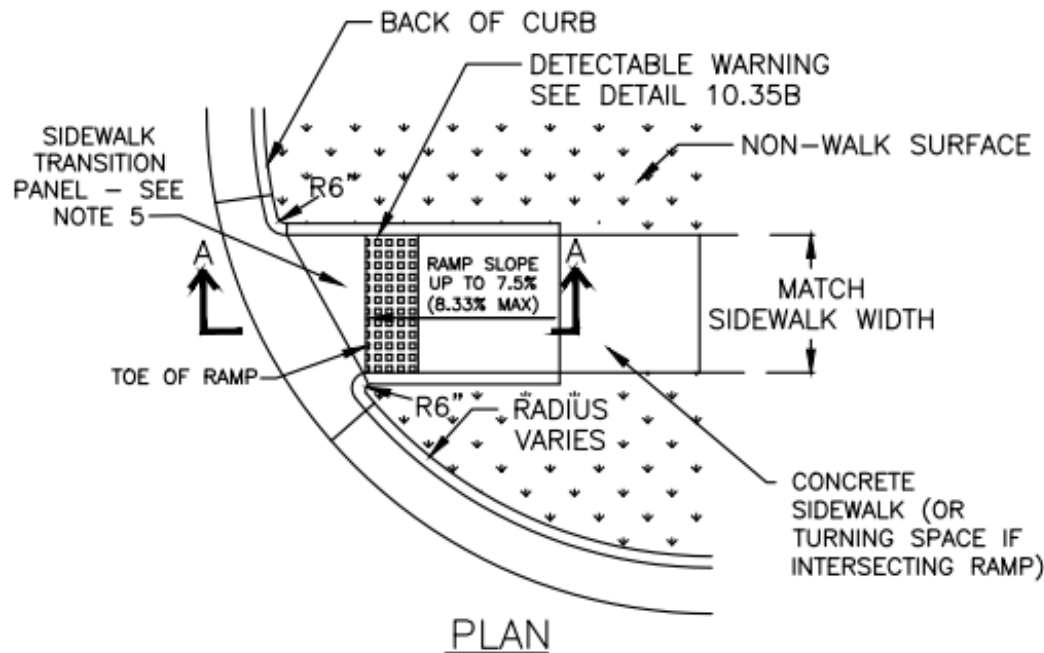 BACK OF CURB
DETECTABLE WARNING
SEE DETAIL 10.35B
SIDEWALK
TRANSITION
PANEL – SEE
NOTE 5
NON–WALK SURFACE
R6"
A
A
RAMP SLOPE
UP TO 7.5%
(8.33% MAX)
MATCH
SIDEWALK WIDTH
TOE OF RAMP
R6"
RADIUS
VARIES
CONCRETE
SIDEWALK (OR
TURNING SPACE IF
INTERSECTING RAMP)
PLAN